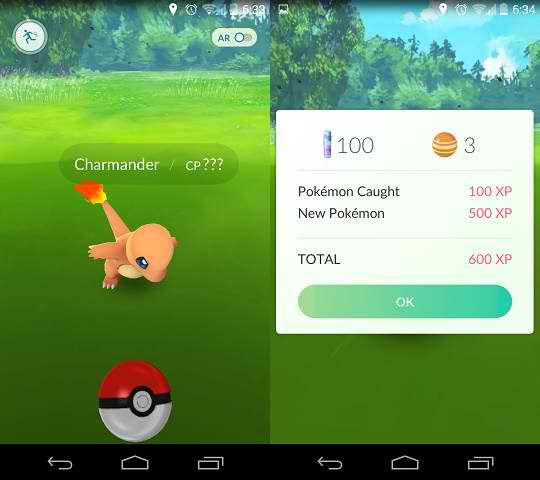 6:33
AR
Charmander / CP???
6:34
100 3
Pokémon Caught 100 XP
New Pokémon 500 XP
TOTAL 600 XP
OK